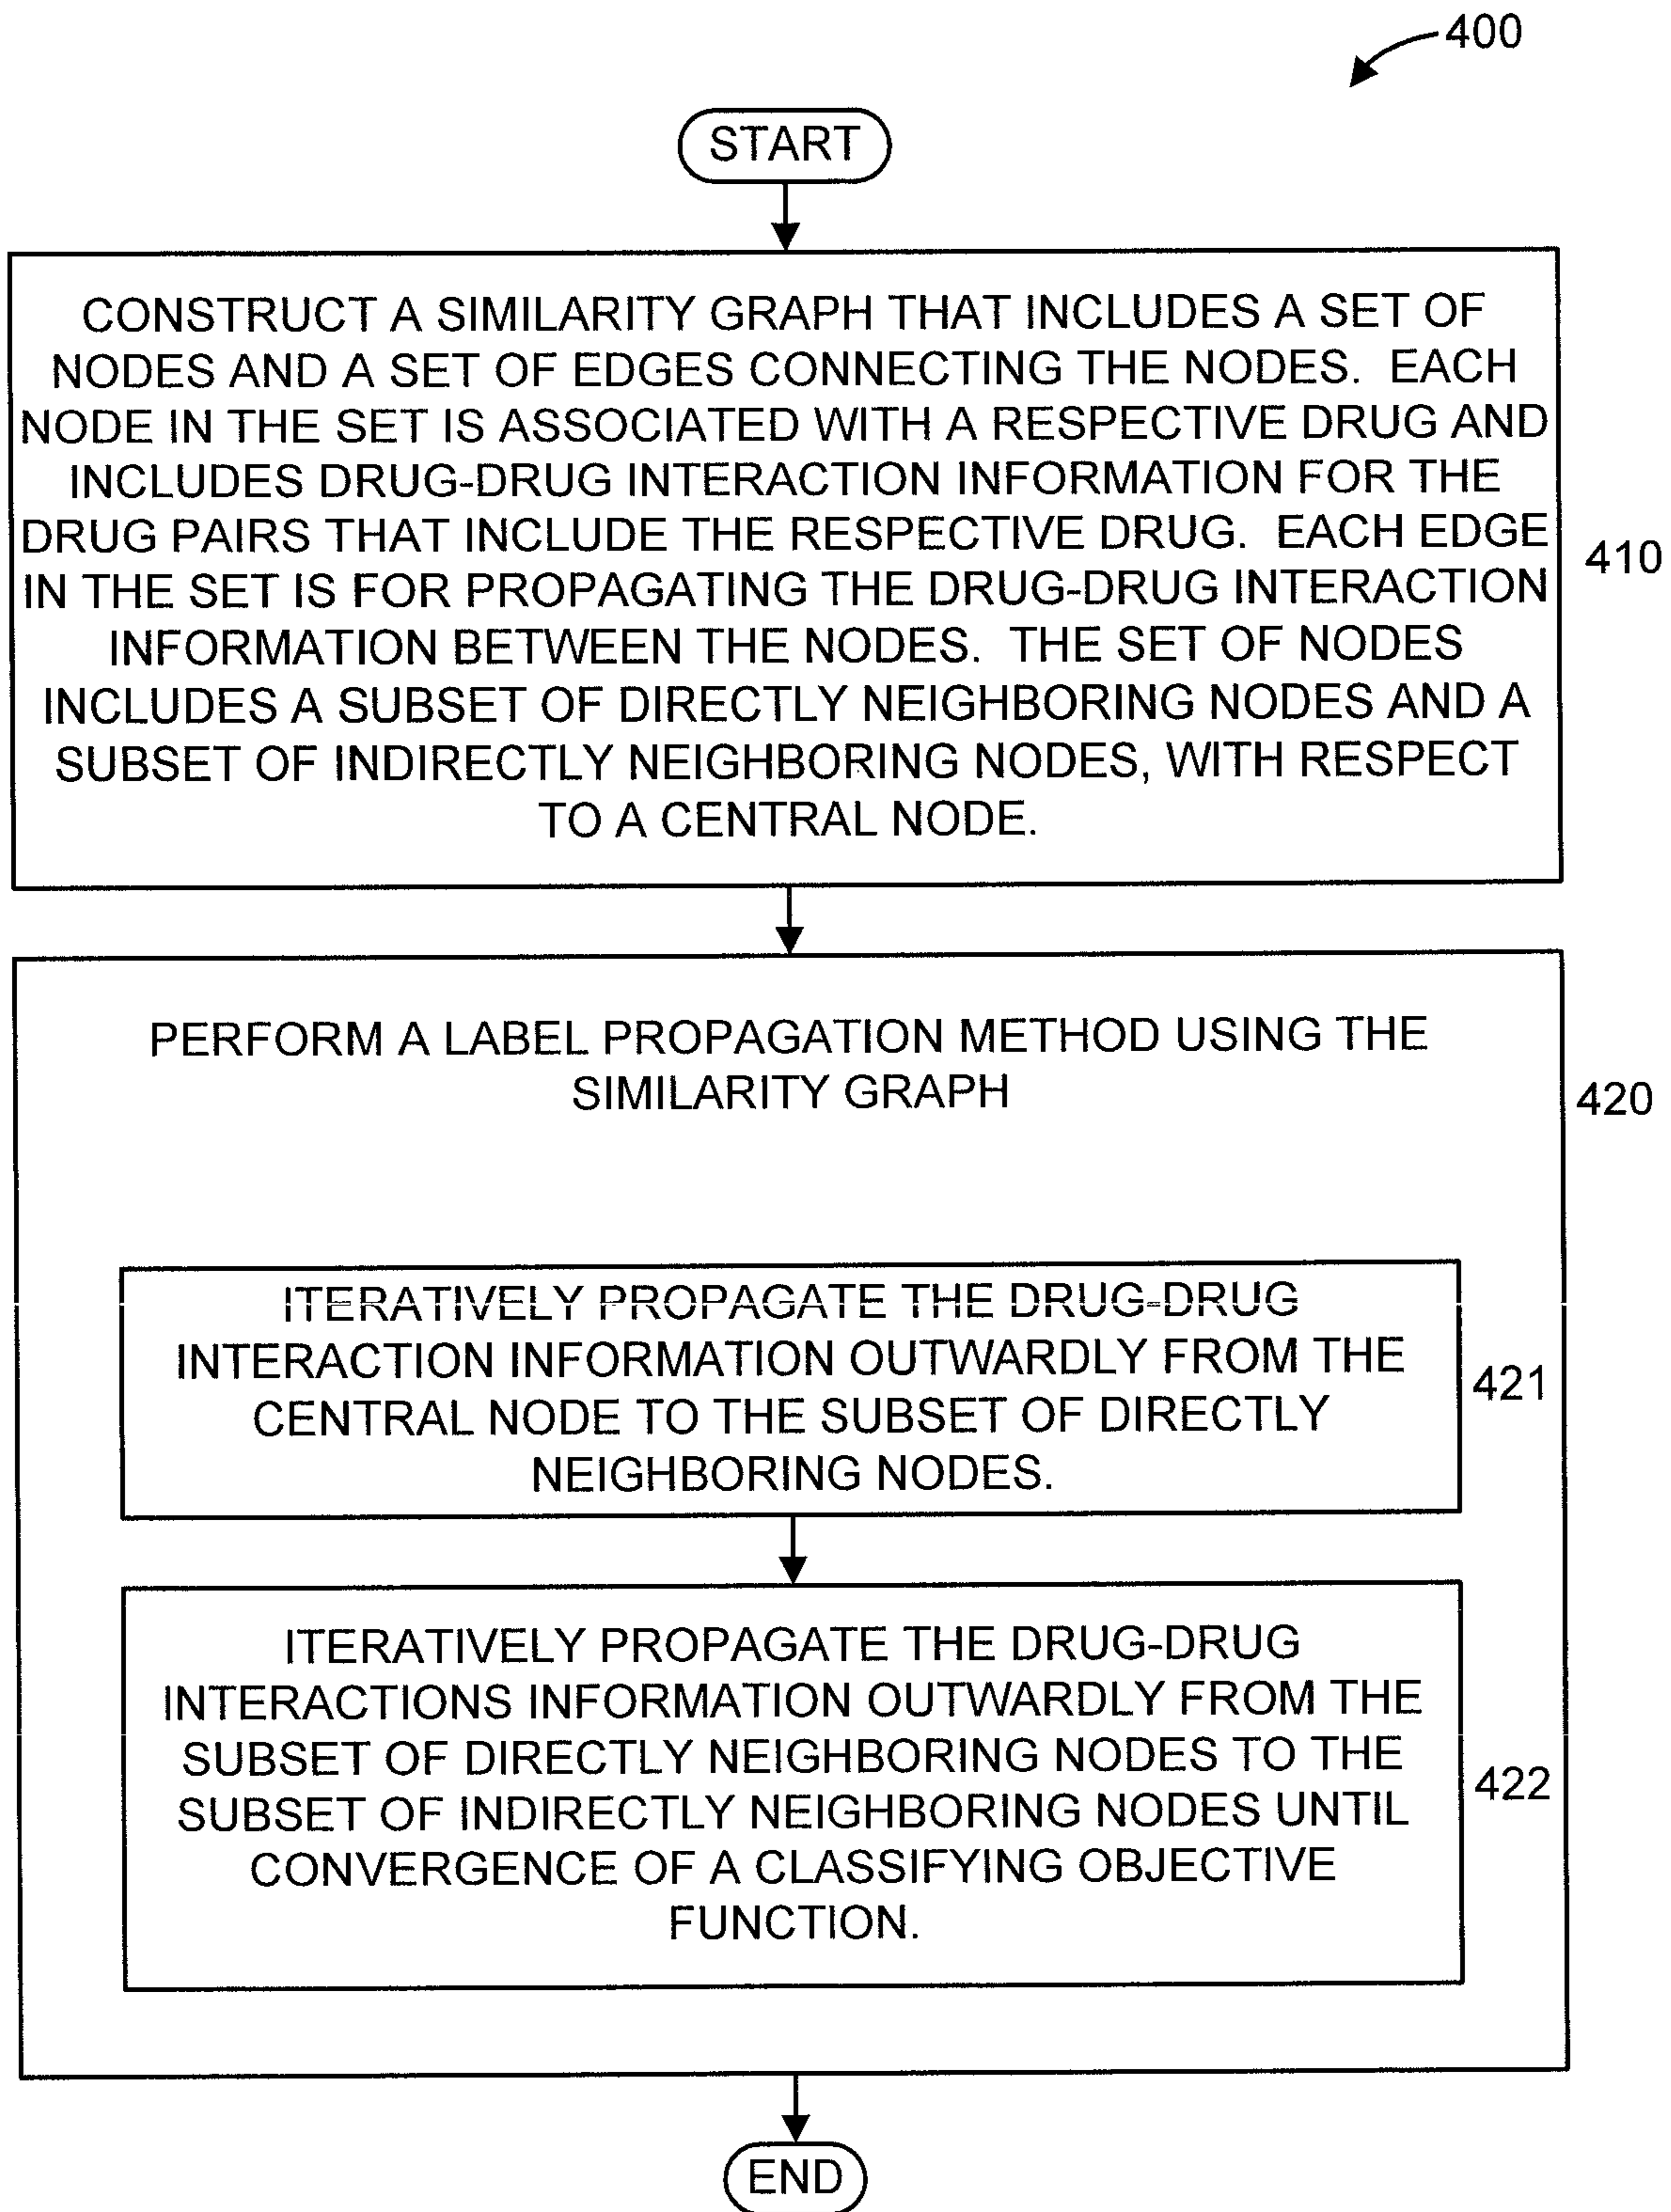 400
START
CONSTRUCT A SIMILARITY GRAPH THAT INCLUDES A SET OF
NODES AND A SET OF EDGES CONNECTING THE NODES. EACH
NODE IN THE SET IS ASSOCIATED WITH A RESPECTIVE DRUG AND
INCLUDES DRUG-DRUG INTERACTION INFORMATION FOR THE
DRUG PAIRS THAT INCLUDE THE RESPECTIVE DRUG. EACH EDGE
IN THE SET IS FOR PROPAGATING THE DRUG-DRUG INTERACTION
INFORMATION BETWEEN THE NODES. THE SET OF NODES
INCLUDES A SUBSET OF DIRECTLY NEIGHBORING NODES AND A
SUBSET OF INDIRECTLY NEIGHBORING NODES, WITH RESPECT
TO A CENTRAL NODE.
410
PERFORM A LABEL PROPAGATION METHOD USING THE
SIMILARITY GRAPH
420
ITERATIVELY PROPAGATE THE DRUG-DRUG
INTERACTION INFORMATION OUTWARDLY FROM THE
CENTRAL NODE TO THE SUBSET OF DIRECTLY
NEIGHBORING NODES.
421
ITERATIVELY PROPAGATE THE DRUG-DRUG
INTERACTIONS INFORMATION OUTWARDLY FROM THE
SUBSET OF DIRECTLY NEIGHBORING NODES TO THE
SUBSET OF INDIRECTLY NEIGHBORING NODES UNTIL
CONVERGENCE OF A CLASSIFYING OBJECTIVE
FUNCTION.
422
END